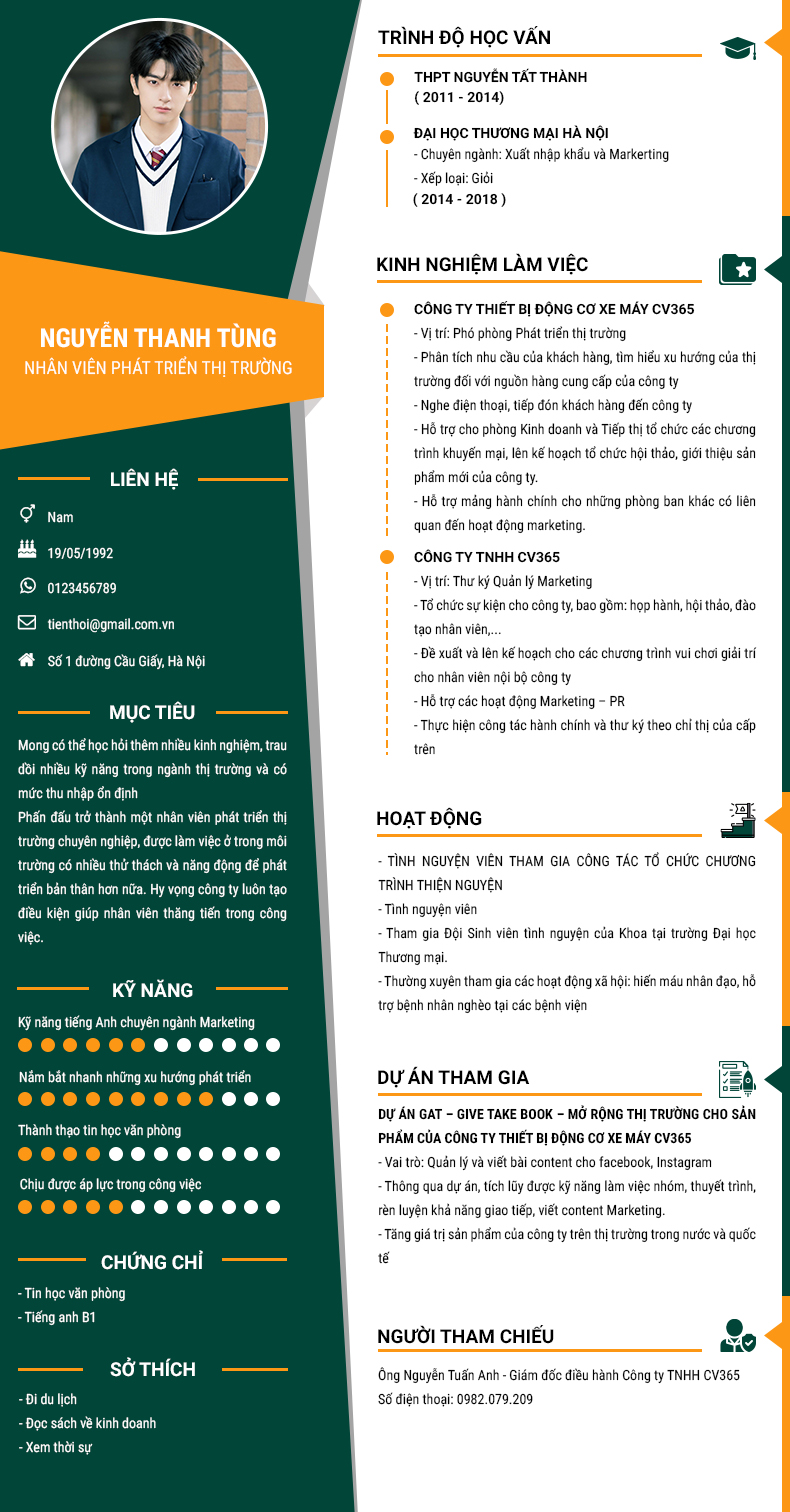 NGUYỄN THANH TÙNG
NHÂN VIÊN PHÁT TRIỂN THỊ TRƯỜNG
LIÊN HỆ
Nam
19/05/1992
0123456789
tienthoi@gmail.com.vn
Số 1 đường Cầu Giấy, Hà Nội
MỤC TIÊU
Mong có thể học hỏi thêm nhiều kinh nghiệm, trau
dồi nhiều kỹ năng trong ngành thị trường và có
mức thu nhập ổn định
Phấn đấu trở thành một nhân viên phát triển thị
trường chuyên nghiệp, được làm việc ở trong môi
trường có nhiều thử thách và năng động để phát
triển bản thân hơn nữa. Hy vọng công ty luôn tạo
điều kiện giúp nhân viên thăng tiến trong công
việc.
KỸ NĂNG
Kỹ năng tiếng Anh chuyên ngành Marketing
Nắm bắt nhanh những xu hướng phát triển
Thành thạo tin học văn phòng
Chịu được áp lực trong công việc
CHỨNG CHỈ
- Tin học văn phòng
- Tiếng anh B1
SỞ THÍCH
- Đi du lịch
- Đọc sách về kinh doanh
- Xem thời sự
TRÌNH ĐỘ HỌC VẤN
THPT NGUYỄN TẤT THÀNH
( 2011 - 2014)
ĐẠI HỌC THƯƠNG MẠI HÀ NỘI
- Chuyên ngành: Xuất nhập khẩu và Markerting
- Xếp loại: Giỏi
( 2014 - 2018 )
KINH NGHIỆM LÀM VIỆC
CÔNG TY THIẾT BỊ ĐỘNG CƠ XE MÁY CV365
- Vị trí: Phó phòng Phát triển thị trường
- Phân tích nhu cầu của khách hàng, tìm hiểu xu hướng của thị
trường đối với nguồn hàng cung cấp của công ty
- Nghe điện thoại, tiếp đón khách hàng đến công ty
- Hỗ trợ cho phòng Kinh doanh và Tiếp thị tổ chức các chương
trình khuyến mại, lên kế hoạch tổ chức hội thảo, giới thiệu sản
phẩm mới của công ty.
- Hỗ trợ mảng hành chính cho những phòng ban khác có liên
quan đến hoạt động marketing.
CÔNG TY TNHH CV365
- Vị trí: Thư ký Quản lý Marketing
- Tổ chức sự kiện cho công ty, bao gồm: họp hành, hội thảo, đào
tạo nhân viên,...
- Đề xuất và lên kế hoạch cho các chương trình vui chơi giải trí
cho nhân viên nội bộ công ty
- Hỗ trợ các hoạt động Marketing – PR
- Thực hiện công tác hành chính và thư ký theo chỉ thị của cấp
trên
HOẠT ĐỘNG
- TÌNH NGUYỆN VIÊN THAM GIA CÔNG TÁC TỔ CHỨC CHƯƠNG
TRÌNH THIỆN NGUYỆN
- Tình nguyện viên
- Tham gia Đội Sinh viên tình nguyện của Khoa tại trường Đại học
Thương mại.
- Thường xuyên tham gia các hoạt động xã hội: hiến máu nhân đạo, hỗ
trợ bệnh nhân nghèo tại các bệnh viện
DỰ ÁN THAM GIA
DỰ ÁN GAT – GIVE TAKE BOOK – MỞ RỘNG THỊ TRƯỜNG CHO SẢN
PHẨM CỦA CÔNG TY THIẾT BỊ ĐỘNG CƠ XE MÁY CV365
- Vai trò: Quản lý và viết bài content cho facebook, Instagram
- Thông qua dự án, tích lũy được kỹ năng làm việc nhóm, thuyết trình,
rèn luyện khả năng giao tiếp, viết content Marketing.
- Tăng giá trị sản phẩm của công ty trên thị trường trong nước và quốc
tế
NGƯỜI THAM CHIẾU
Ông Nguyễn Tuấn Anh - Giám đốc điều hành Công ty TNHH CV365
Số điện thoại: 0982.079.209